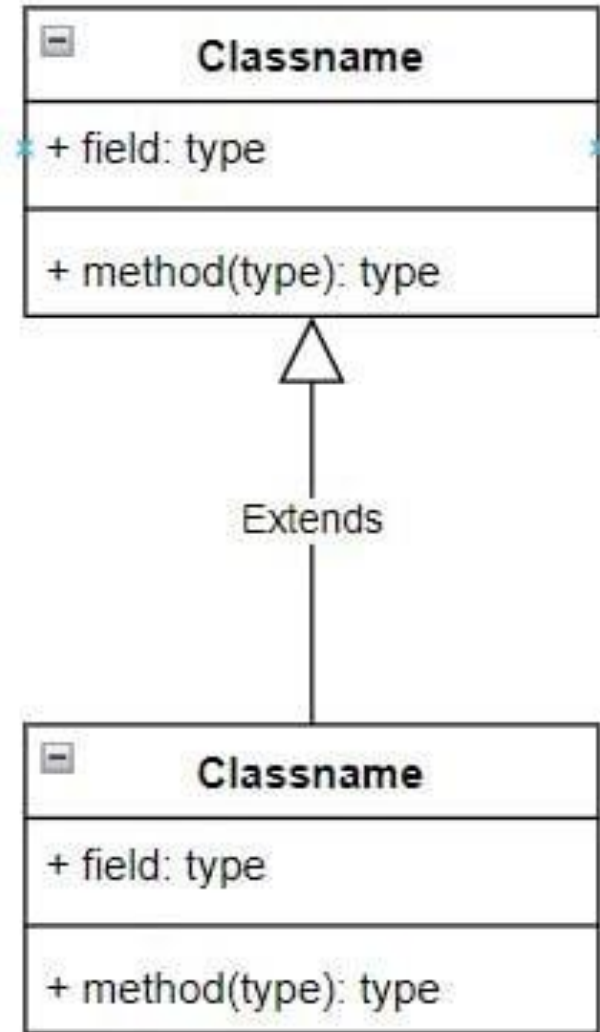 Classname
+ field: type
+ method(type): type
Extends
Classname
+ field: type
+ method(type): type